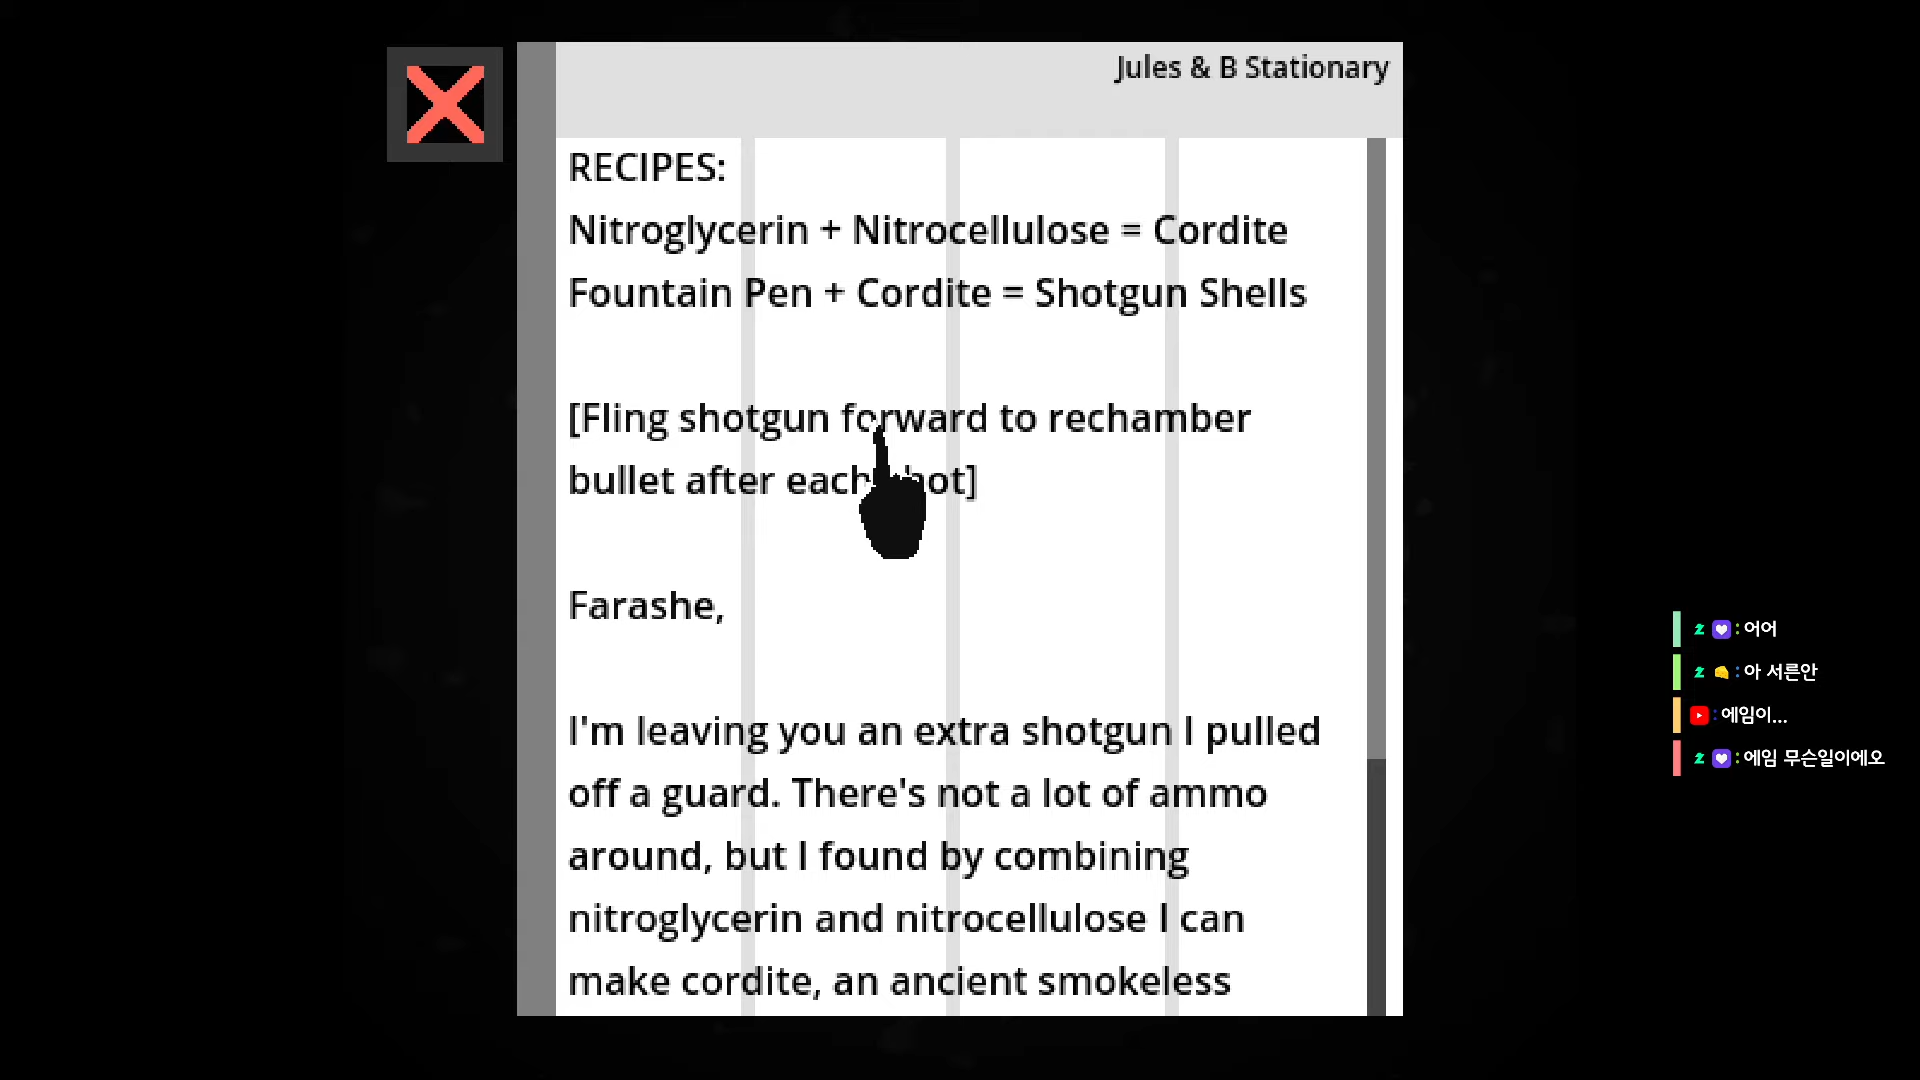 Jules & B Stationary
RECIPES:
Nitroglycerin + Nitrocellulose = Cordite
Fountain Pen + Cordite = Shotgun Shells
[Fling shotgun forward to rechamber
bullet after each hot]
Farashe,
I'm leaving you an extra shotgun I pulled
off a guard. There's not a lot of ammo
around, but I found by combining
nitroglycerin and nitrocellulose I can
make cordite, an ancient smokeless
: 어어
: 아 서른안
: 에임이...
: 에임 무슨일이에오